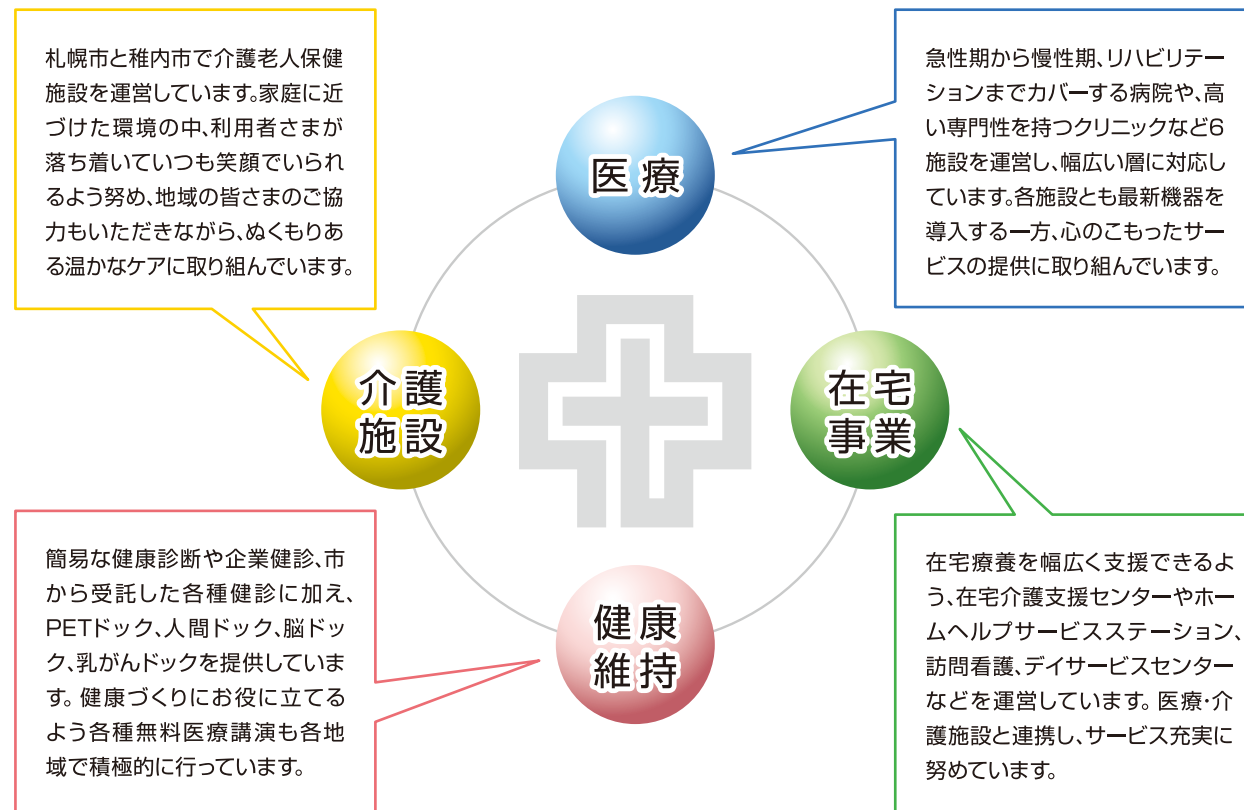 札幌市と稚内市で介護老人保健
施設を運営しています。家庭に近
づけた環境の中、利用者さまが
落ち着いていつも笑顔でいられ
るよう努め、地域の皆さまのご協
力もいただきながら、ぬくもりあ
る温かなケアに取り組んでいます。
急性期から慢性期、リハビリテー
ションまでカバーする病院や、高
い専門性を持つクリニックなど6
施設を運営し、幅広い層に対応し
ています。各施設とも最新機器を
導入する一方、心のこもったサー
ビスの提供に取り組んでいます。
医療
介護
施設
在宅
事業
健康
維持
簡易な健康診断や企業健診、市
から受託した各種健診に加え、
PETドック、人間ドック、脳ドッ
ク、乳がんドックを提供していま
す。健康づくりにお役に立てる
よう各種無料医療講演も各地
域で積極的に行っています。
在宅療養を幅広く支援できるよ
う、在宅介護支援センターやホー
ムヘルプサービスステーション、
訪問看護、デイサービスセンター
などを運営しています。医療・介
護施設と連携し、サービス充実に
努めています。